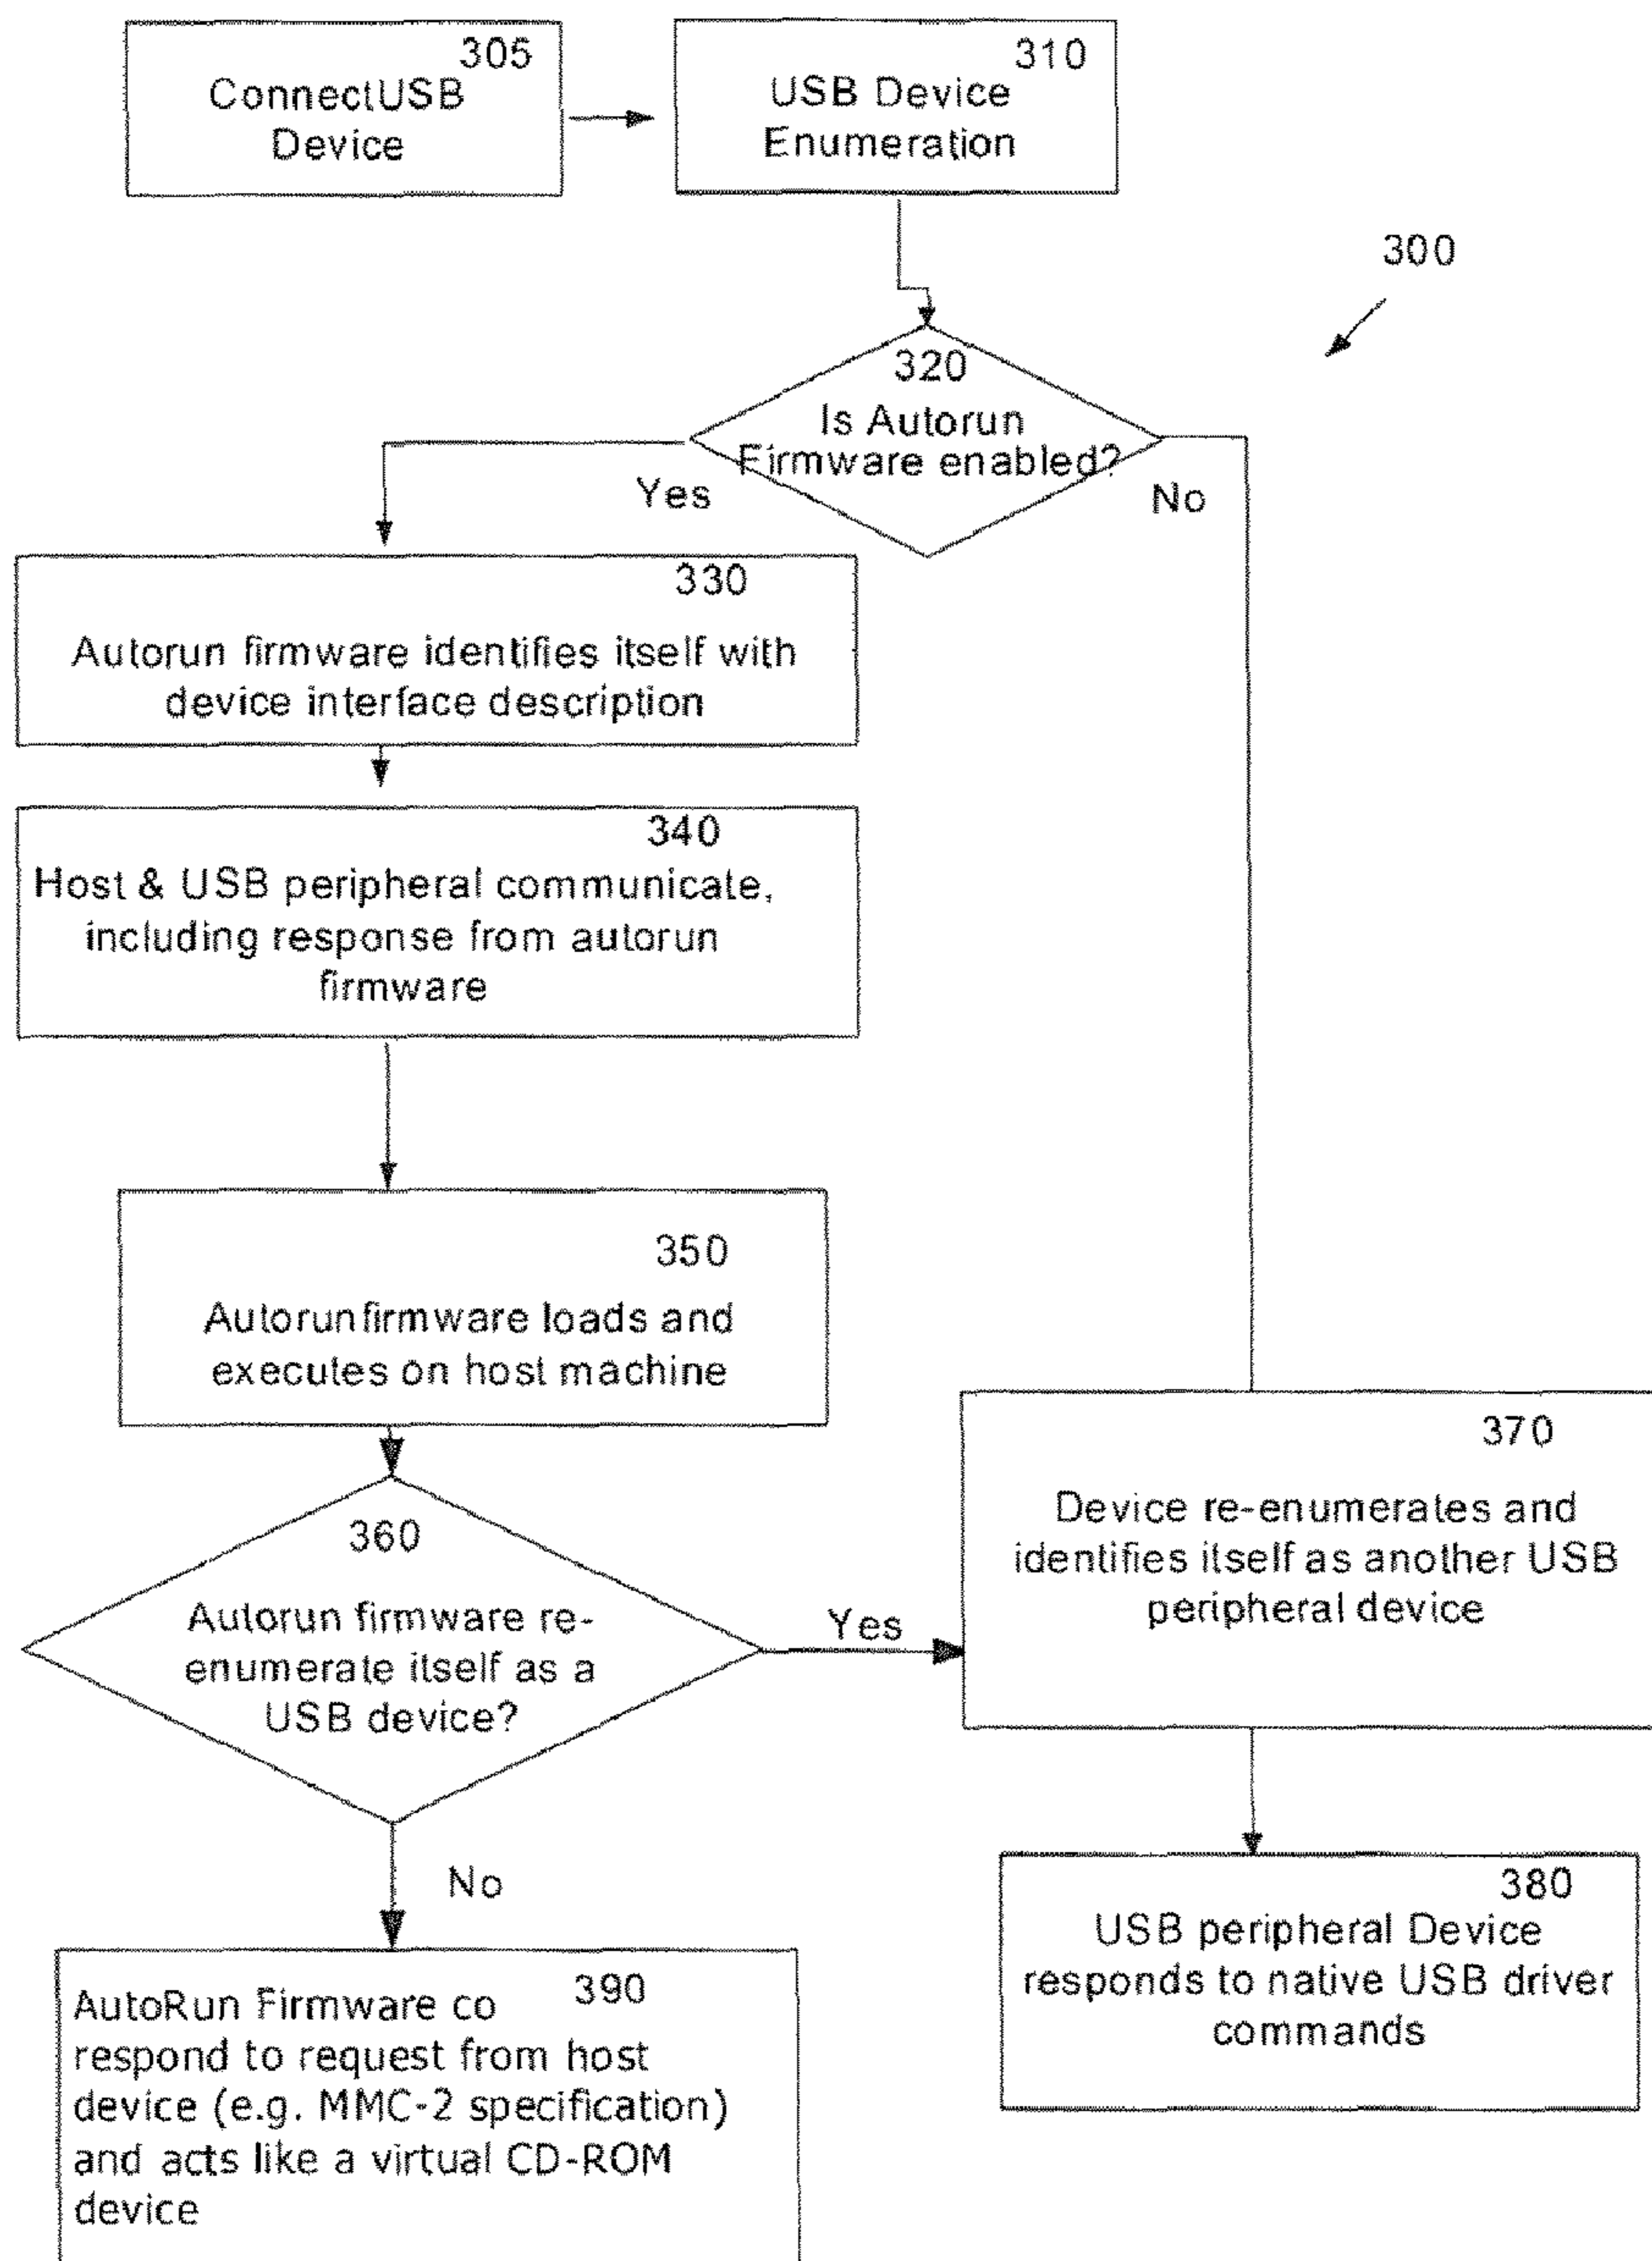 305
ConnectUSB
Device
310
USB Device
Enumeration
300
320
Is Autorun
Firmware enabled?
Yes
No
330
Autorun firmware identifies itself with
device interface description
340
Host & USB peripheral communicate,
including response from autorun
firmware
350
Autorunfirmware loads and
executes on host machine
360
Autorun firmware re-
enumerate itself as a
USB device?
Yes
No
370
Device re-enumerates and
identifies itself as another USB
peripheral device
380
USB peripheral Device
responds to native USB driver
commands
390
AutoRun Firmware co
respond to request from host
device (e.g. MMC-2 specification)
and acts like a virtual CD-ROM
device